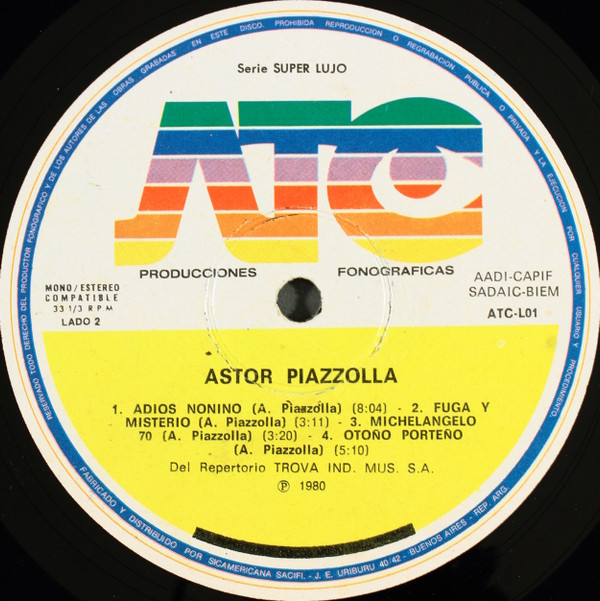 RESERVADO TODO DERECHO DEL PRODUCTOR FONOGRAFICO Y DE LOS AUTORES DE LAS OBRAS GRABADAS EN ESTE DISCO. PROHIBIDA REPRODUCCION O REGRABACION PUBLICA O PRIVADA Y LA EJECUCION POR CUALQUIER USUARIO Y PROCEDIMIENTO.
Serie SUPER LUJO
ATC
PRODUCCIONES FONOGRAFICAS
MONO/ESTEREO
COMPATIBLE
33 1/3 R P M
LADO 2
AADI-CAPIF
SADAIC-BIEM
ATC-L01
ASTOR PIAZZOLLA
1. ADIOS NONINO (A. Piazzolla) (8:04) - 2. FUGA Y
MISTERIO (A. Piazzolla) (3:11) - 3. MICHELANGELO
70 (A. Piazzolla) (3:20) - 4. OTOÑO PORTEÑO
(A. Piazzolla) (5:10)
Del Repertorio TROVA IND. MUS. S.A.
℗ 1980
FABRICADO Y DISTRIBUIDO POR SICAMERICANA SACIFI. - J. E. URIBURU 40/42 - BUENOS AIRES - REP ARG.